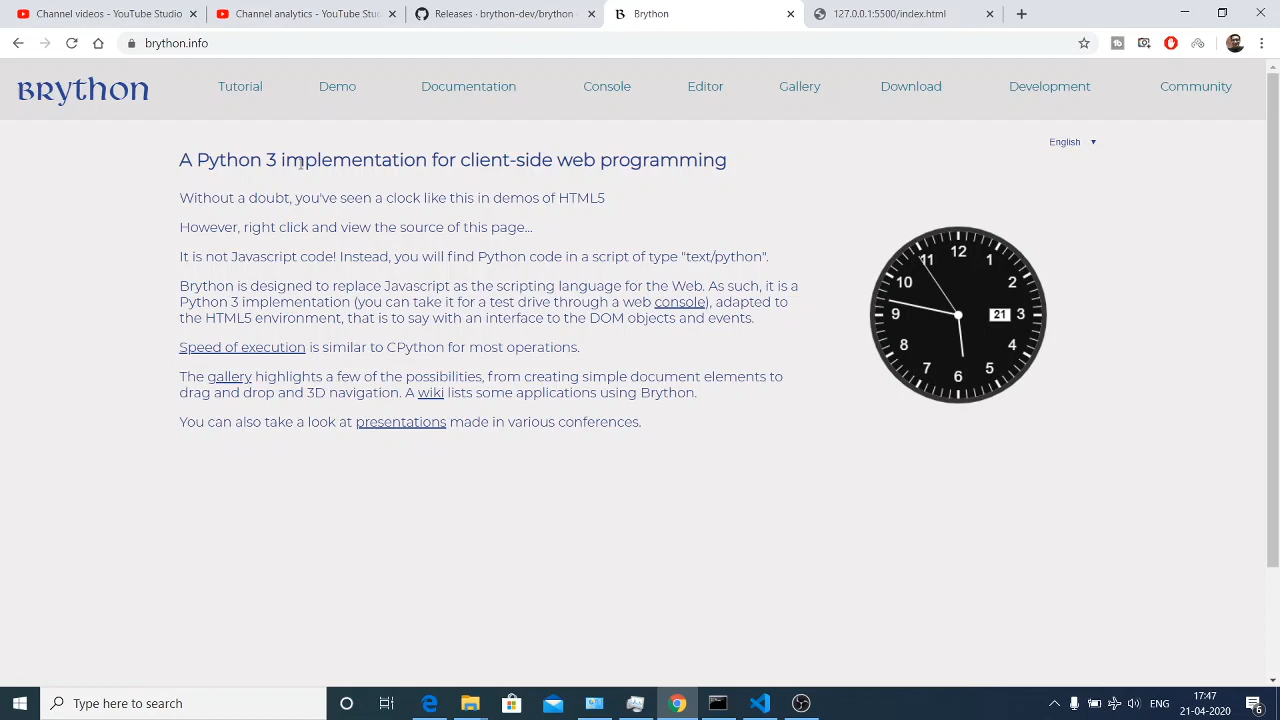 Channel videos - YouTube Studio
Channel analytics - YouTube Stu
Releases · brython-dev/brython
Brython
127.0.0.1:5500/index.html
brython.info
BRYTHON
Tutorial
Demo
Documentation
Console
Editor
Gallery
Download
Development
Community
English
A Python 3 implementation for client-side web programming
Without a doubt, you've seen a clock like this in demos of HTML5
However, right click and view the source of this page...
It is not Javascript code! Instead, you will find Python code in a script of type "text/python".
Brython is designed to replace Javascript as the scripting language for the Web. As such, it is a
Python 3 implementation (you can take it for a test drive through a web console), adapted to
the HTML5 environment, that is to say with an interface to the DOM objects and events.
Speed of execution is similar to CPython for most operations.
The gallery highlights a few of the possibilities, from creating simple document elements to
drag and drop and 3D navigation. A wiki lists some applications using Brython.
You can also take a look at presentations made in various conferences.
12
1
2
21 3
4
5
6
7
8
9
10
11
Type here to search
ENG
17:47
21-04-2020
6